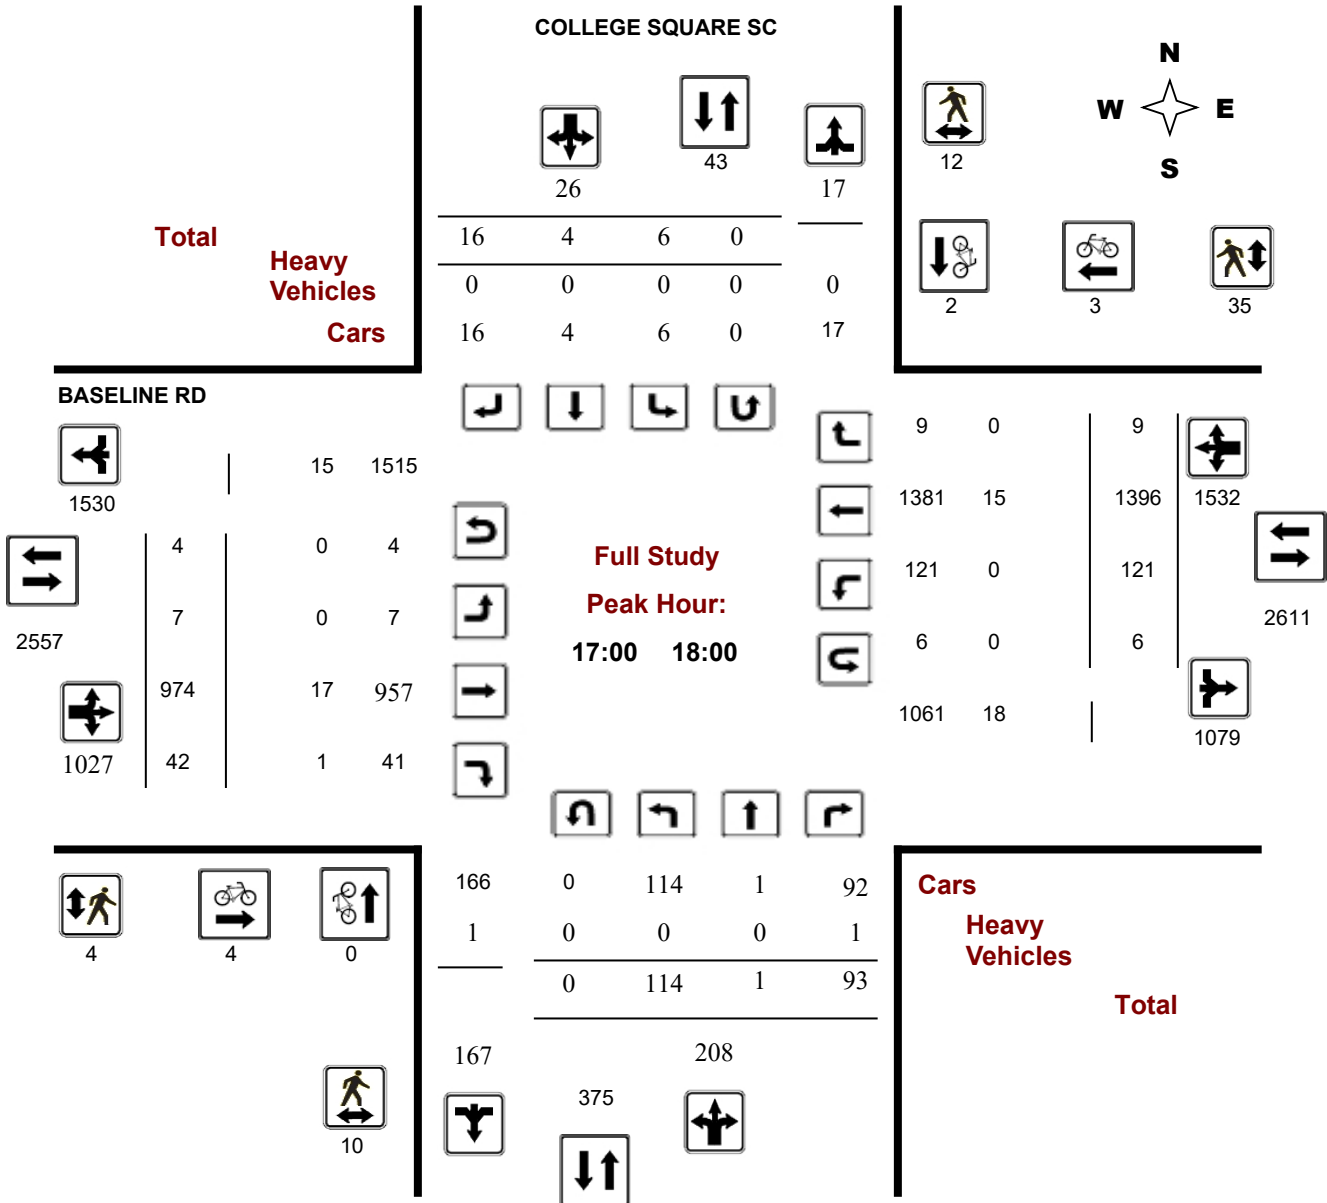 COLLEGE SQUARE SC
N
W E
S
43
12
26 17
Total 16 4 6 0
Heavy
Vehicles 0 0 0 0 0
Cars 16 4 6 0 17
2 3 35
BASELINE RD
9 0 9
15 1515
1530
1381 15 1396 1532
4 0 4
Full Study
121 0 121
Peak Hour:
7 0 7
2611
2557
17:00 18:00
6 0 6
974 17 957
1061 18
1079
1027 42 1 41
166 0 114 1 92 Cars
1 0 0 0 1 Heavy
Vehicles
4 4 0
0 114 1 93
Total
167 208
375
10